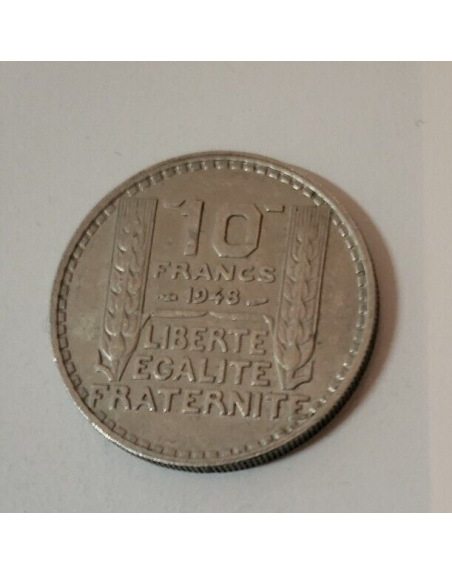 10
FRANCS
1948
LIBERTE
EGALITE
FRATERNITE